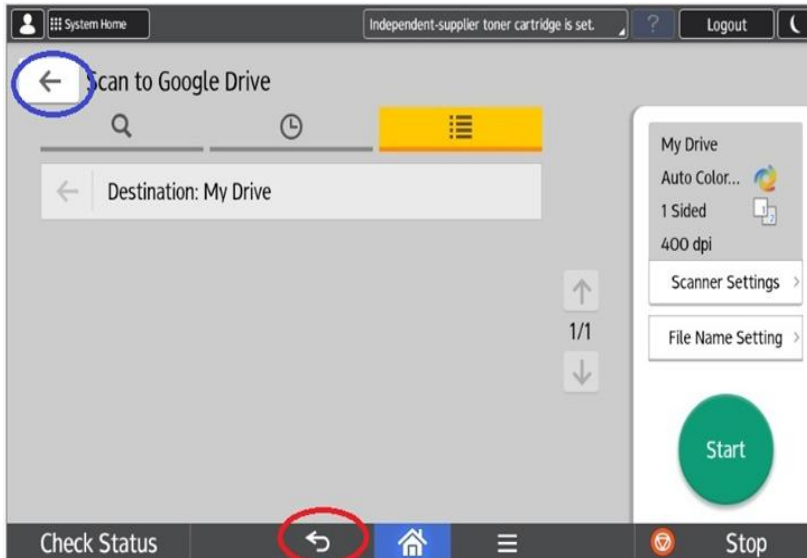 System Home
Independent-supplier toner cartridge is set.
?
Logout
Scan to Google Drive
Destination: My Drive
1/1
My Drive
Auto Color...
1 Sided
400 dpi
Scanner Settings
File Name Setting
Start
Check Status
Stop